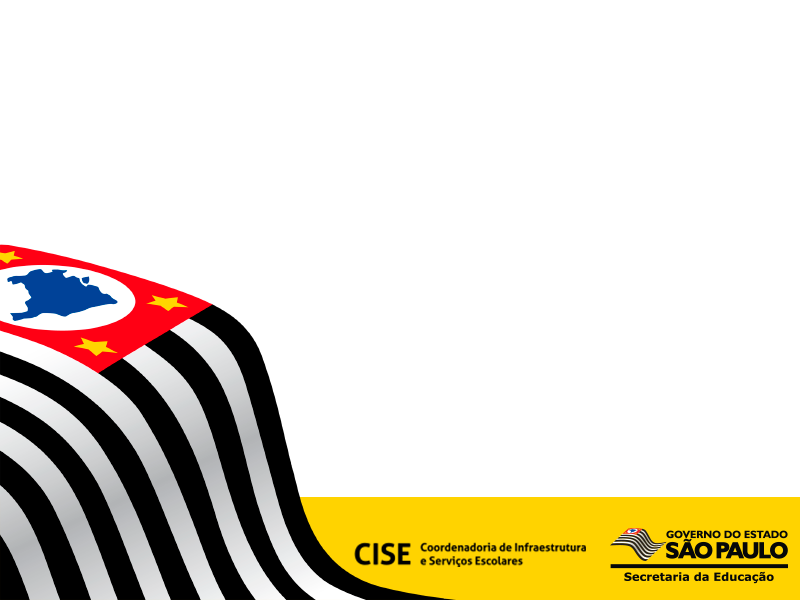 CISE
Coordenadoria de Infraestrutura
e Serviços Escolares
GOVERNO DO ESTADO
SÃO PAULO
Secretaria da Educação